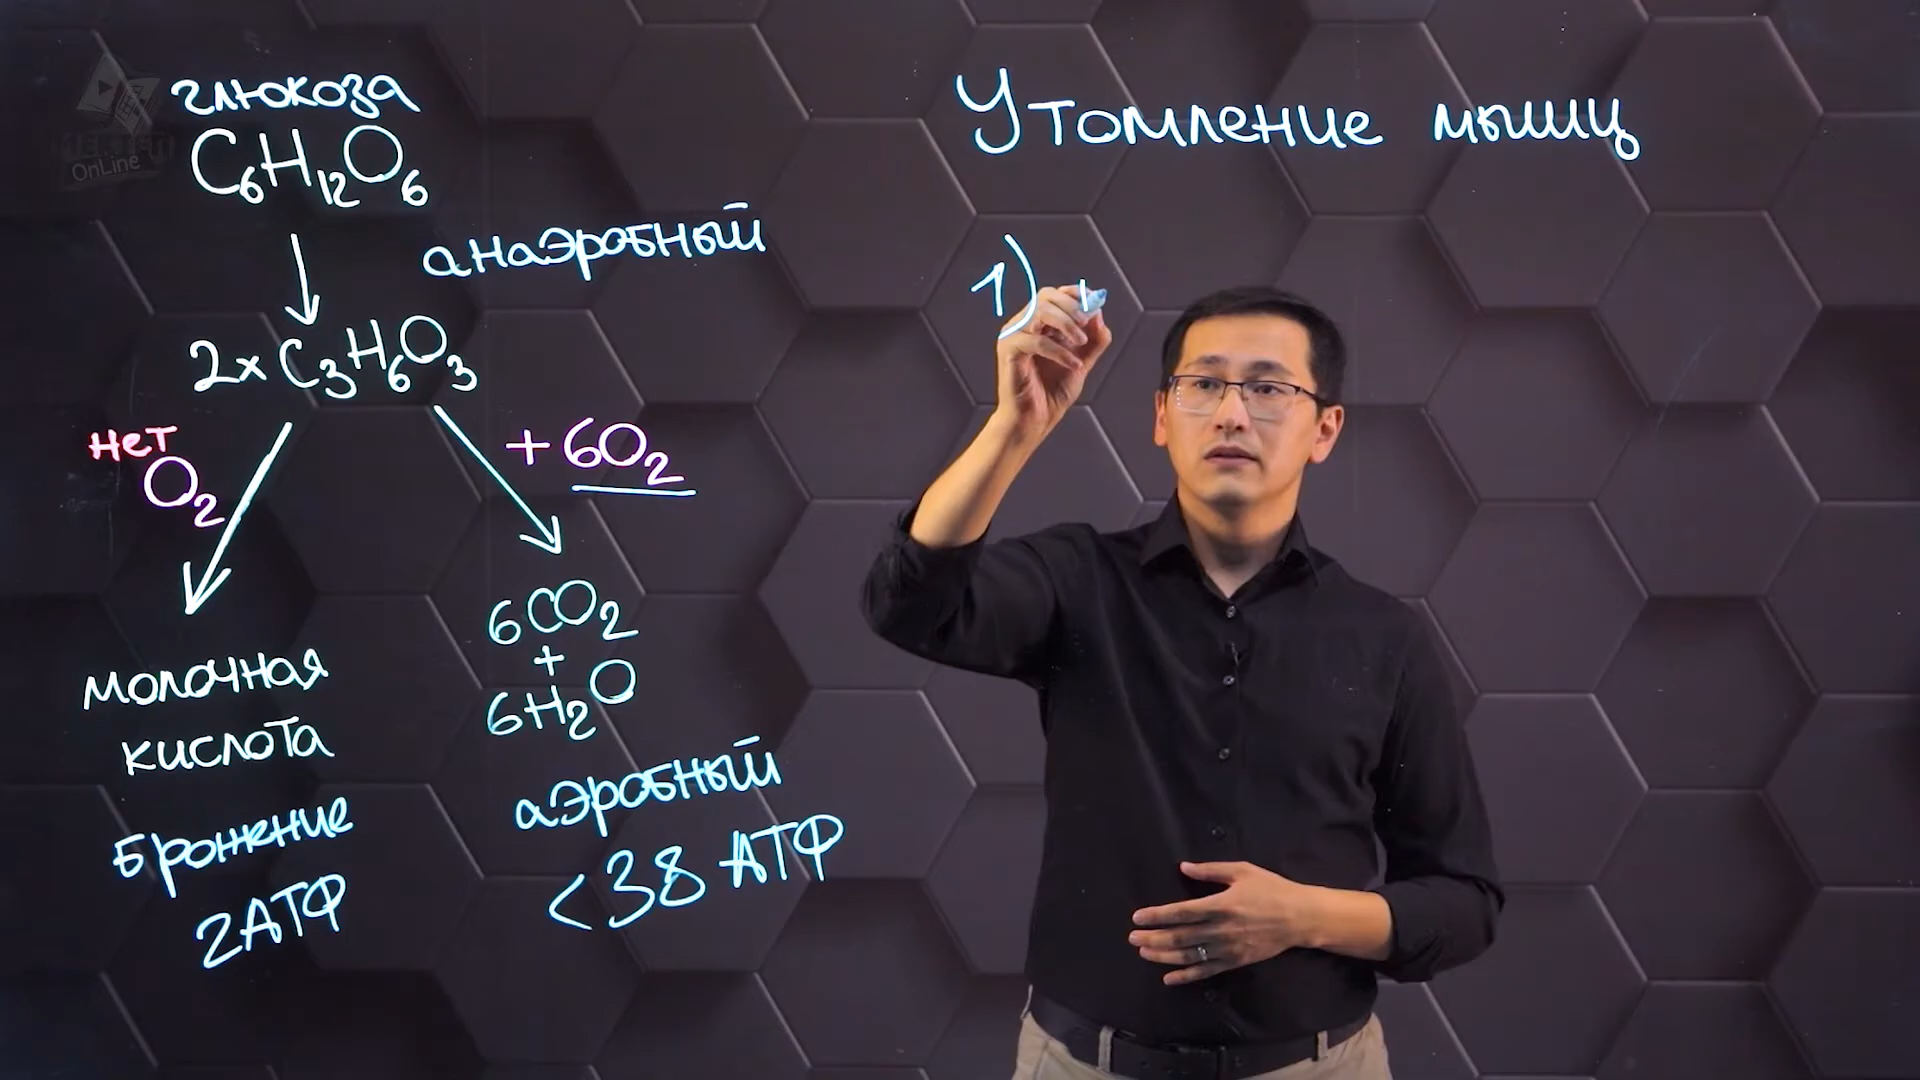 глюкоза
C₆H₁₂O₆
анаэробный
2x C₃H₆O₃
нет
O₂
+ 6O₂
молочная
кислота
брожение
2АТФ
6CO₂
+
6H₂O
аэробный
<38 АТФ
Утомление мышц
1)
OnLine